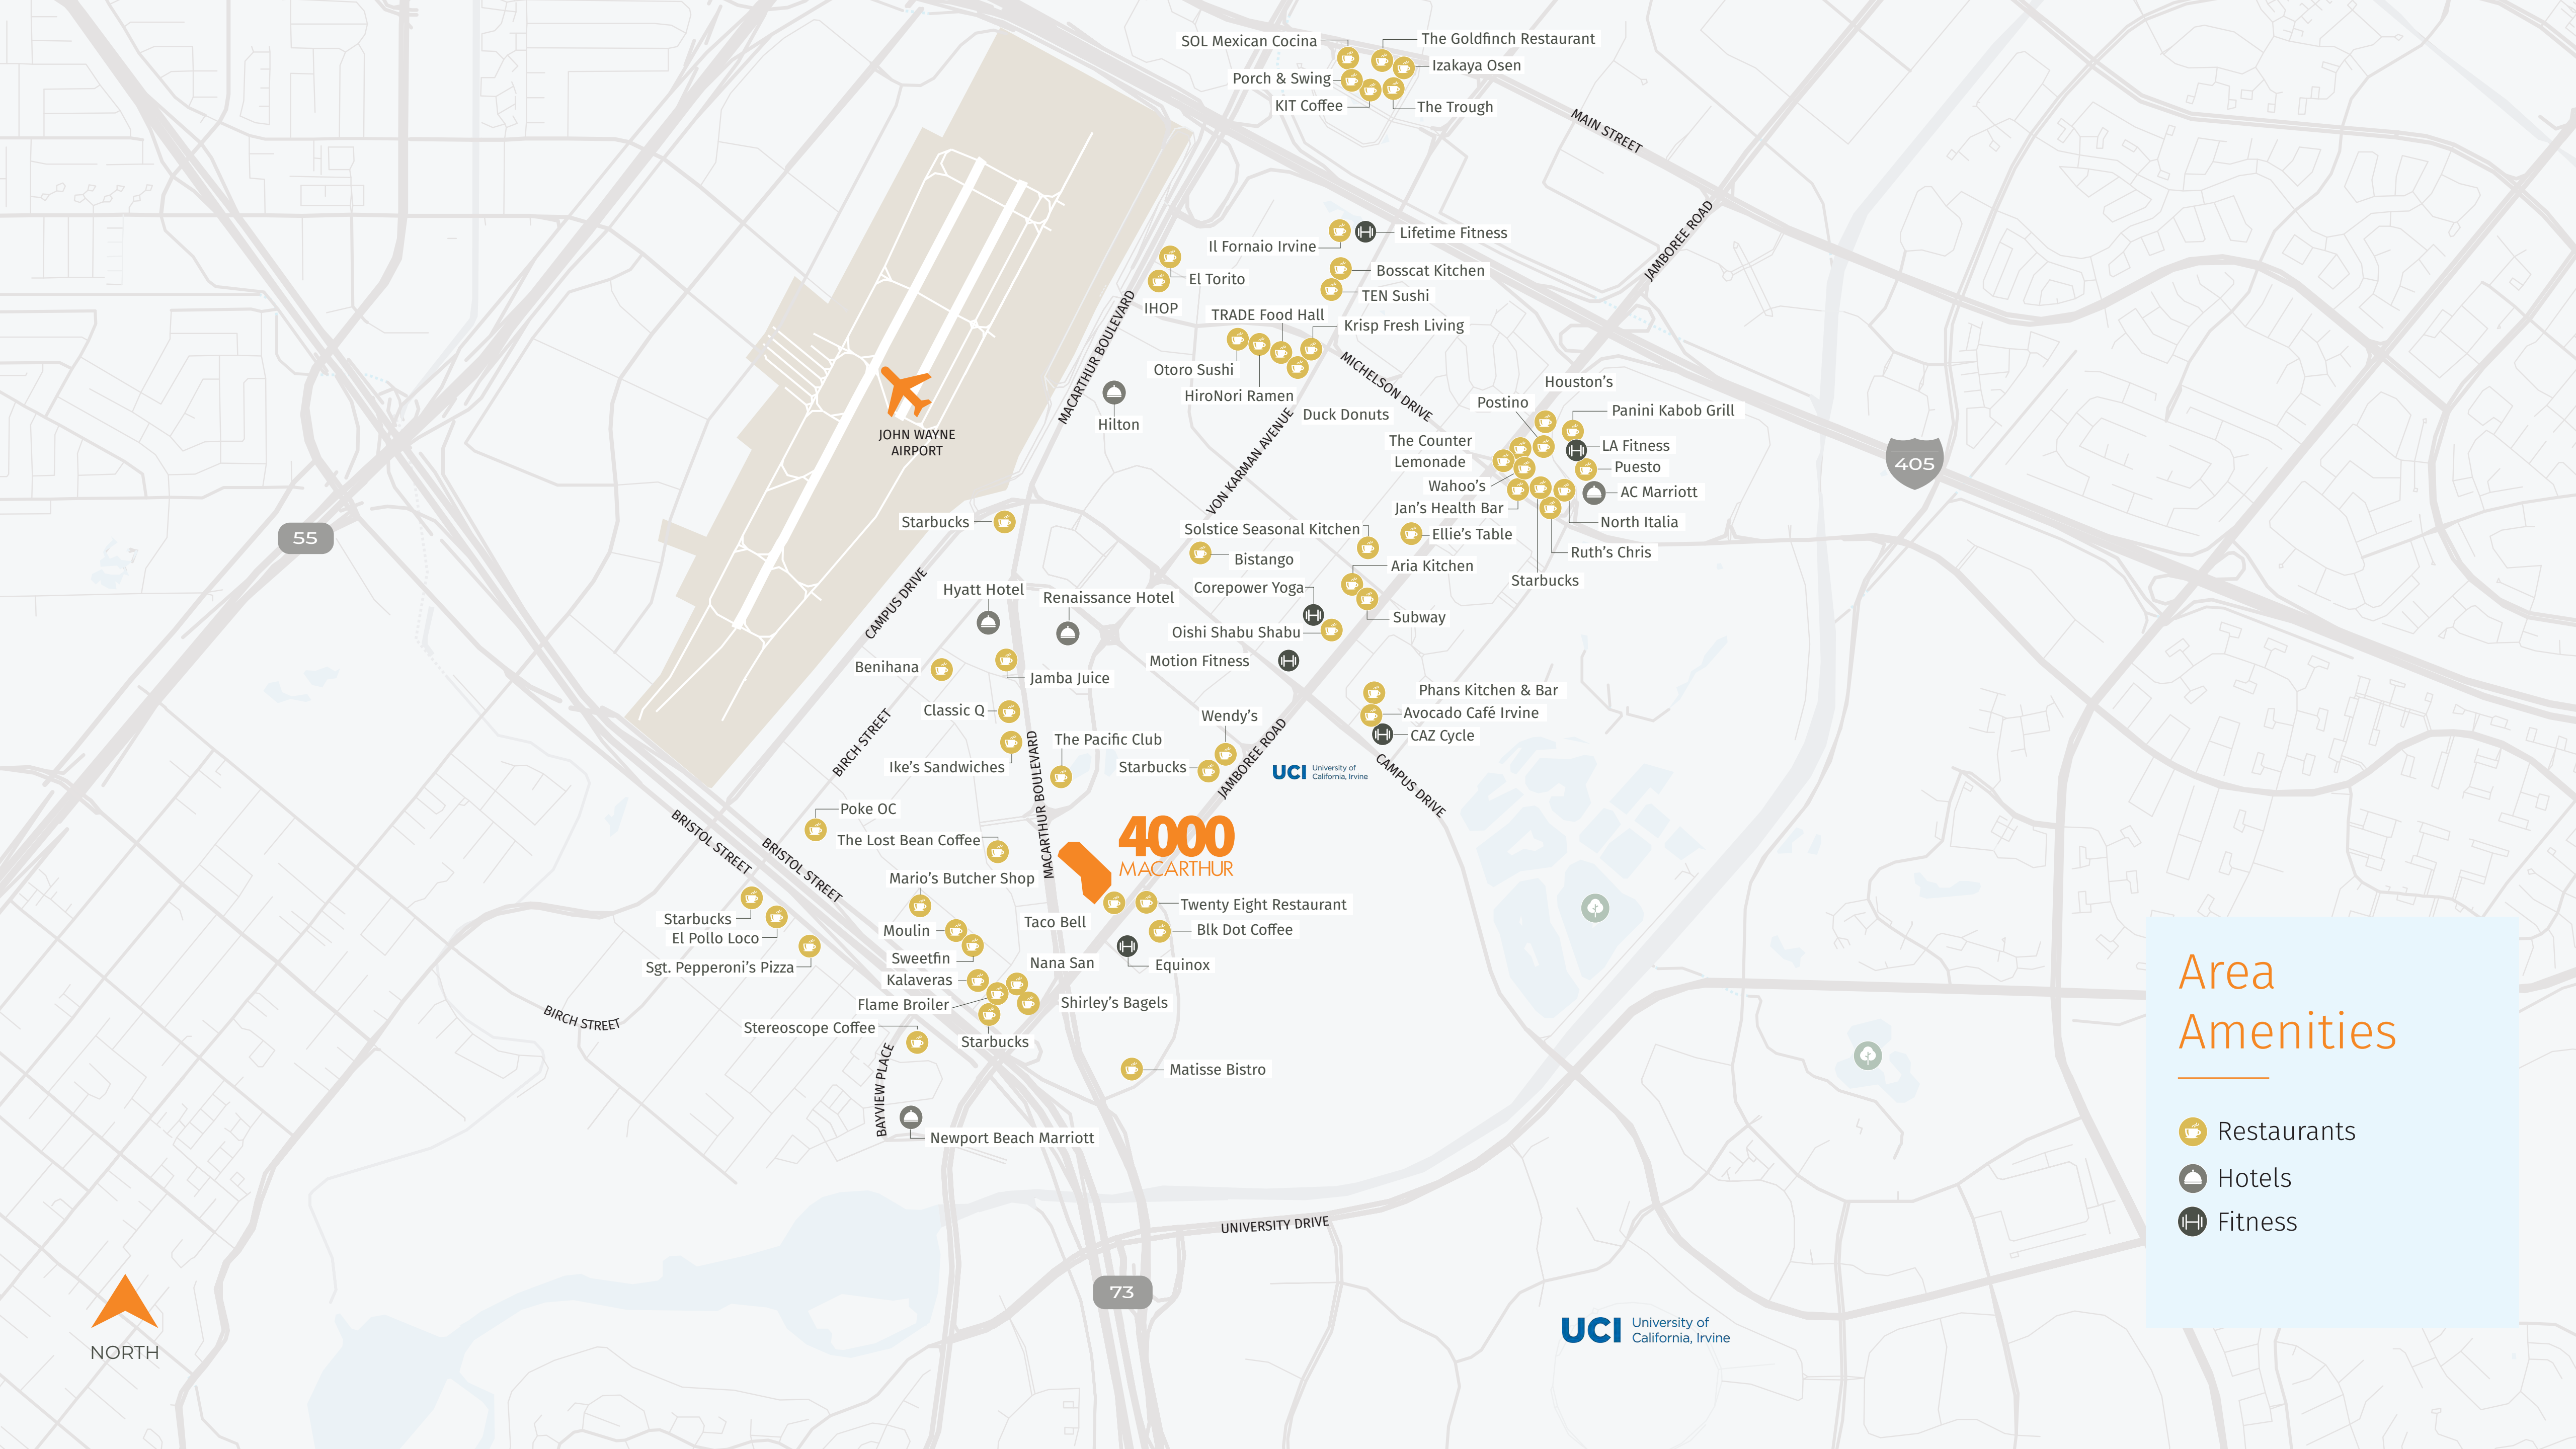 SOL Mexican Cocina
The Goldfinch Restaurant
Izakaya Osen
Porch & Swing
KIT Coffee
The Trough
MAIN STREET
JAMBOREE ROAD
Il Fornaio Irvine
Lifetime Fitness
Bosscat Kitchen
El Torito
TEN Sushi
IHOP
MACARTHUR BOULEVARD
TRADE Food Hall
Krisp Fresh Living
Otoro Sushi
HiroNori Ramen
MICHELSON DRIVE
Duck Donuts
Hilton
VON KARMAN AVENUE
JOHN WAYNE
AIRPORT
Houston's
Postino
Panini Kabob Grill
The Counter
LA Fitness
Lemonade
Puesto
Wahoo's
AC Marriott
Jan's Health Bar
North Italia
405
55
Starbucks
Solstice Seasonal Kitchen
Ellie's Table
Ruth's Chris
Bistango
Aria Kitchen
Starbucks
CAMPUS DRIVE
Hyatt Hotel
Renaissance Hotel
Corepower Yoga
Subway
Oishi Shabu Shabu
Motion Fitness
Benihana
Jamba Juice
Phans Kitchen & Bar
Avocado Café Irvine
CAZ Cycle
Classic Q
Wendy's
BIRCH STREET
The Pacific Club
Ike's Sandwiches
Starbucks
JAMBOREE ROAD
UCI University of
California, Irvine
CAMPUS DRIVE
MACARTHUR BOULEVARD
Poke OC
The Lost Bean Coffee
4000
MACARTHUR
BRISTOL STREET
BRISTOL STREET
Mario's Butcher Shop
Twenty Eight Restaurant
Starbucks
Taco Bell
Moulin
Blk Dot Coffee
El Pollo Loco
Sweetfin
Nana San
Equinox
Sgt. Pepperoni's Pizza
Kalaveras
Flame Broiler
Shirley's Bagels
BIRCH STREET
Stereoscope Coffee
Starbucks
Matisse Bistro
BAYVIEW PLACE
Newport Beach Marriott
UNIVERSITY DRIVE
73
UCI University of
California, Irvine
NORTH
Area
Amenities
Restaurants
Hotels
Fitness